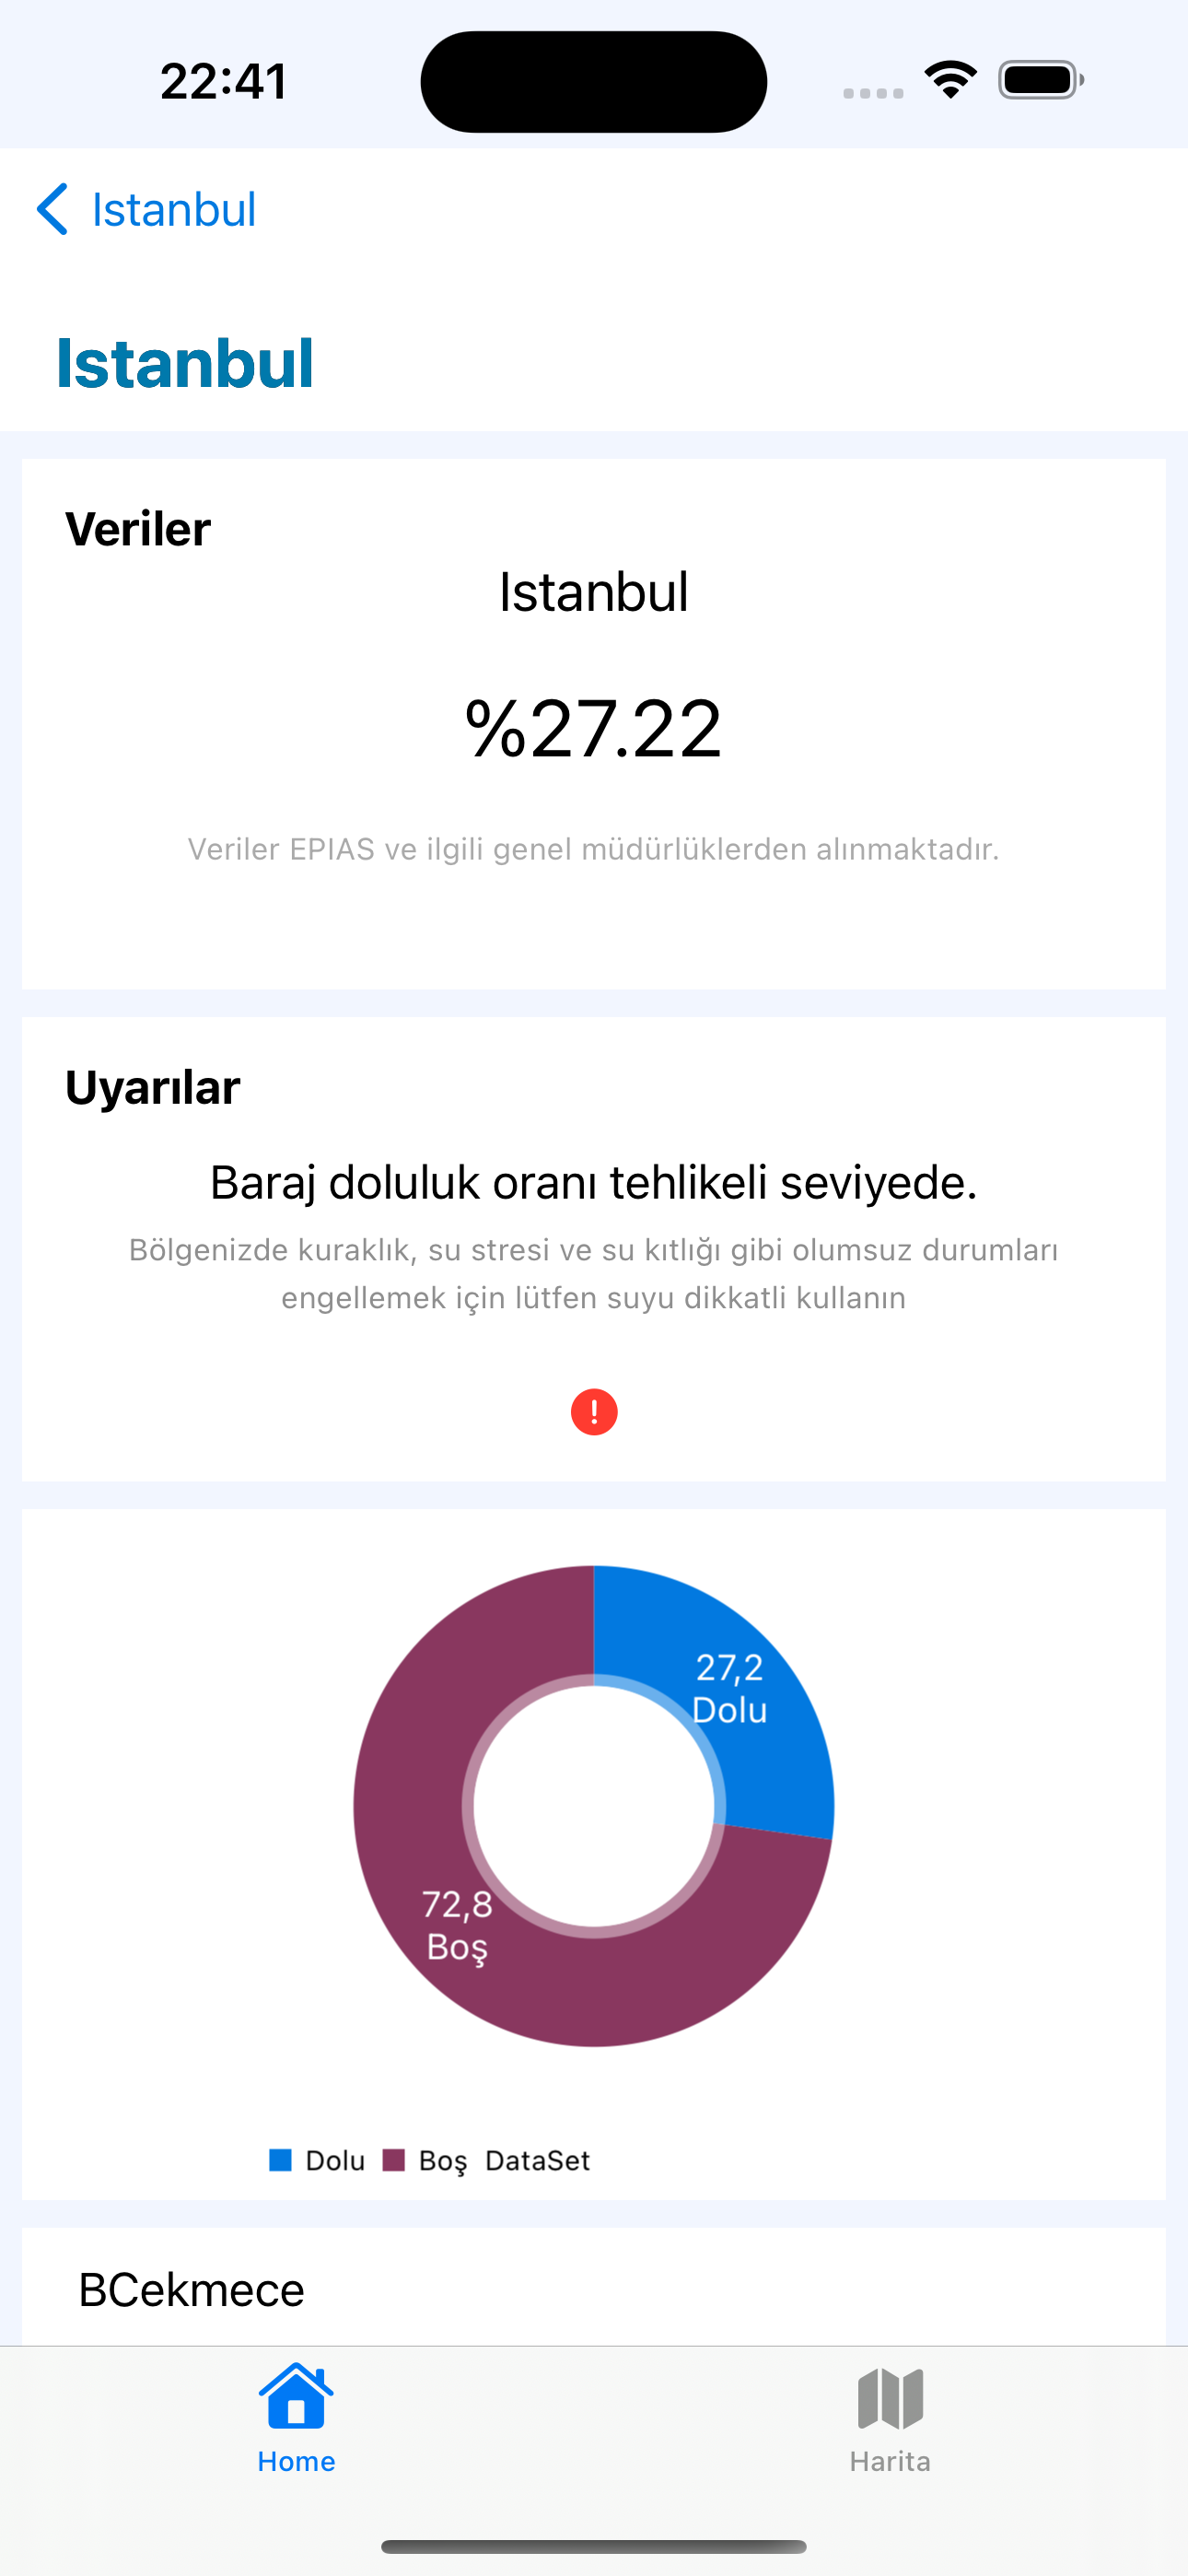 22:41
Istanbul
Istanbul
Veriler
Istanbul
%27.22
Veriler EPIAS ve ilgili genel müdürlüklerden alınmaktadır.
Uyarılar
Baraj doluluk oranı tehlikeli seviyede.
Bölgenizde kuraklık, su stresi ve su kıtlığı gibi olumsuz durumları
engellemek için lütfen suyu dikkatli kullanın
27,2
Dolu
72,8
Boş
Dolu Boş DataSet
BCekmece
Home Harita